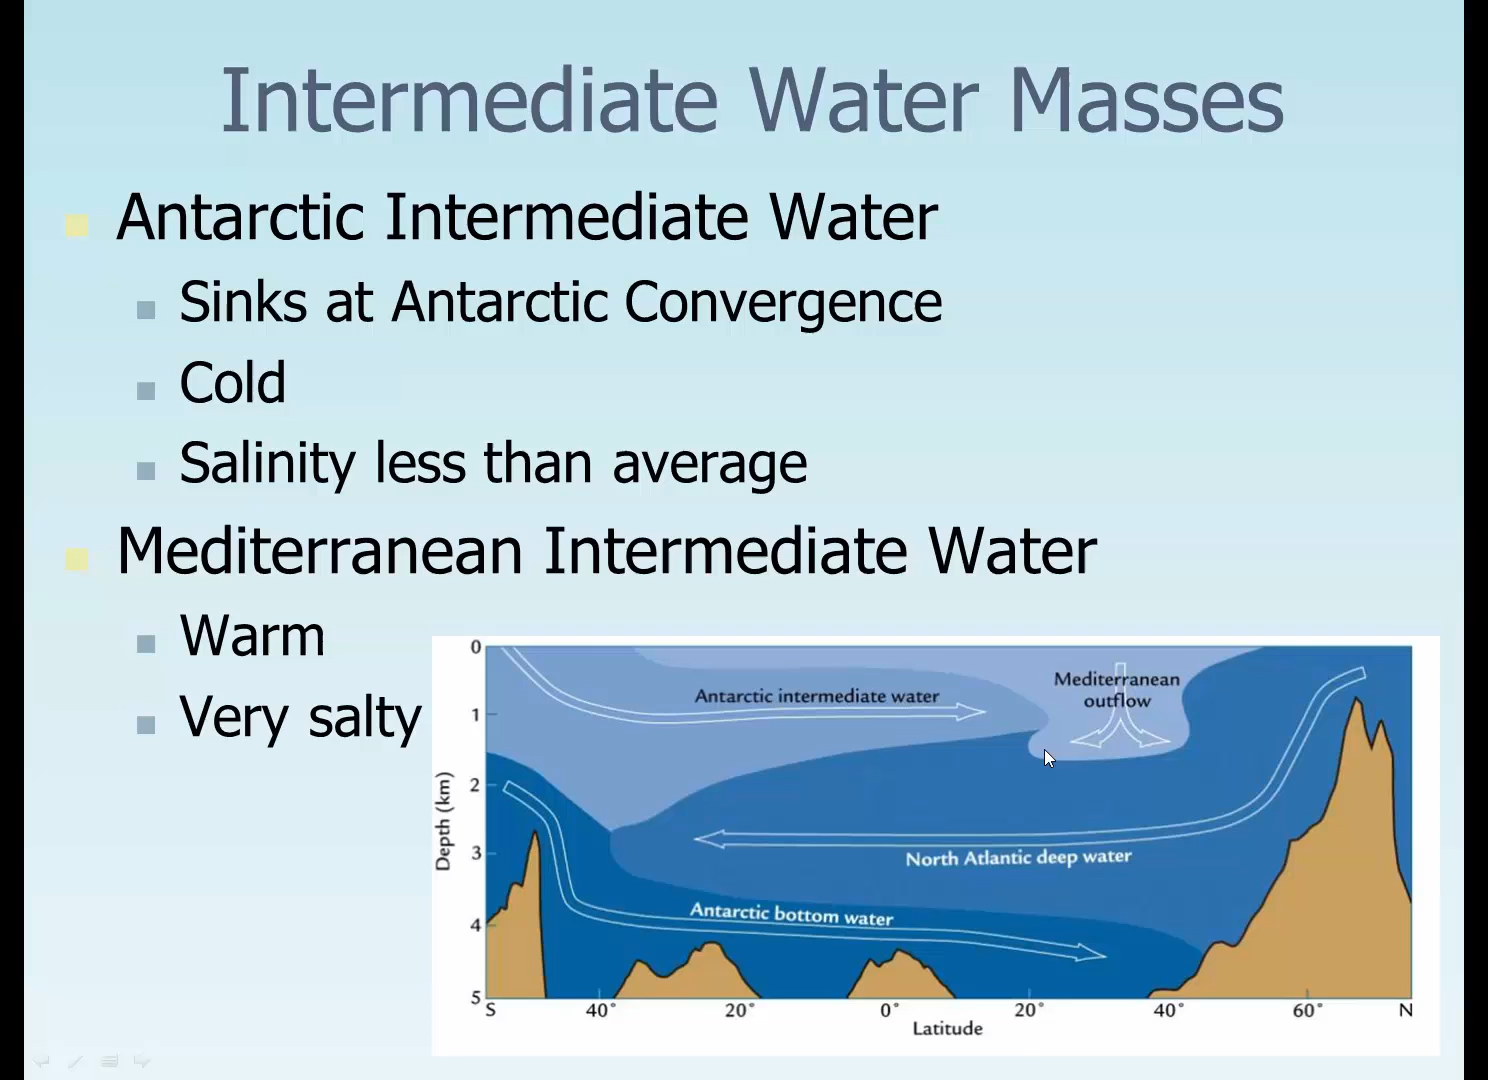 Intermediate Water Masses
Antarctic Intermediate Water
Sinks at Antarctic Convergence
Cold
Salinity less than average
Mediterranean Intermediate Water
Warm
Very salty
0
1
2
3
4
5
Depth (km)
Antarctic intermediate water
Mediterranean
outflow
North Atlantic deep water
Antarctic bottom water
S 40° 20° 0° 20° 40° 60° N
Latitude